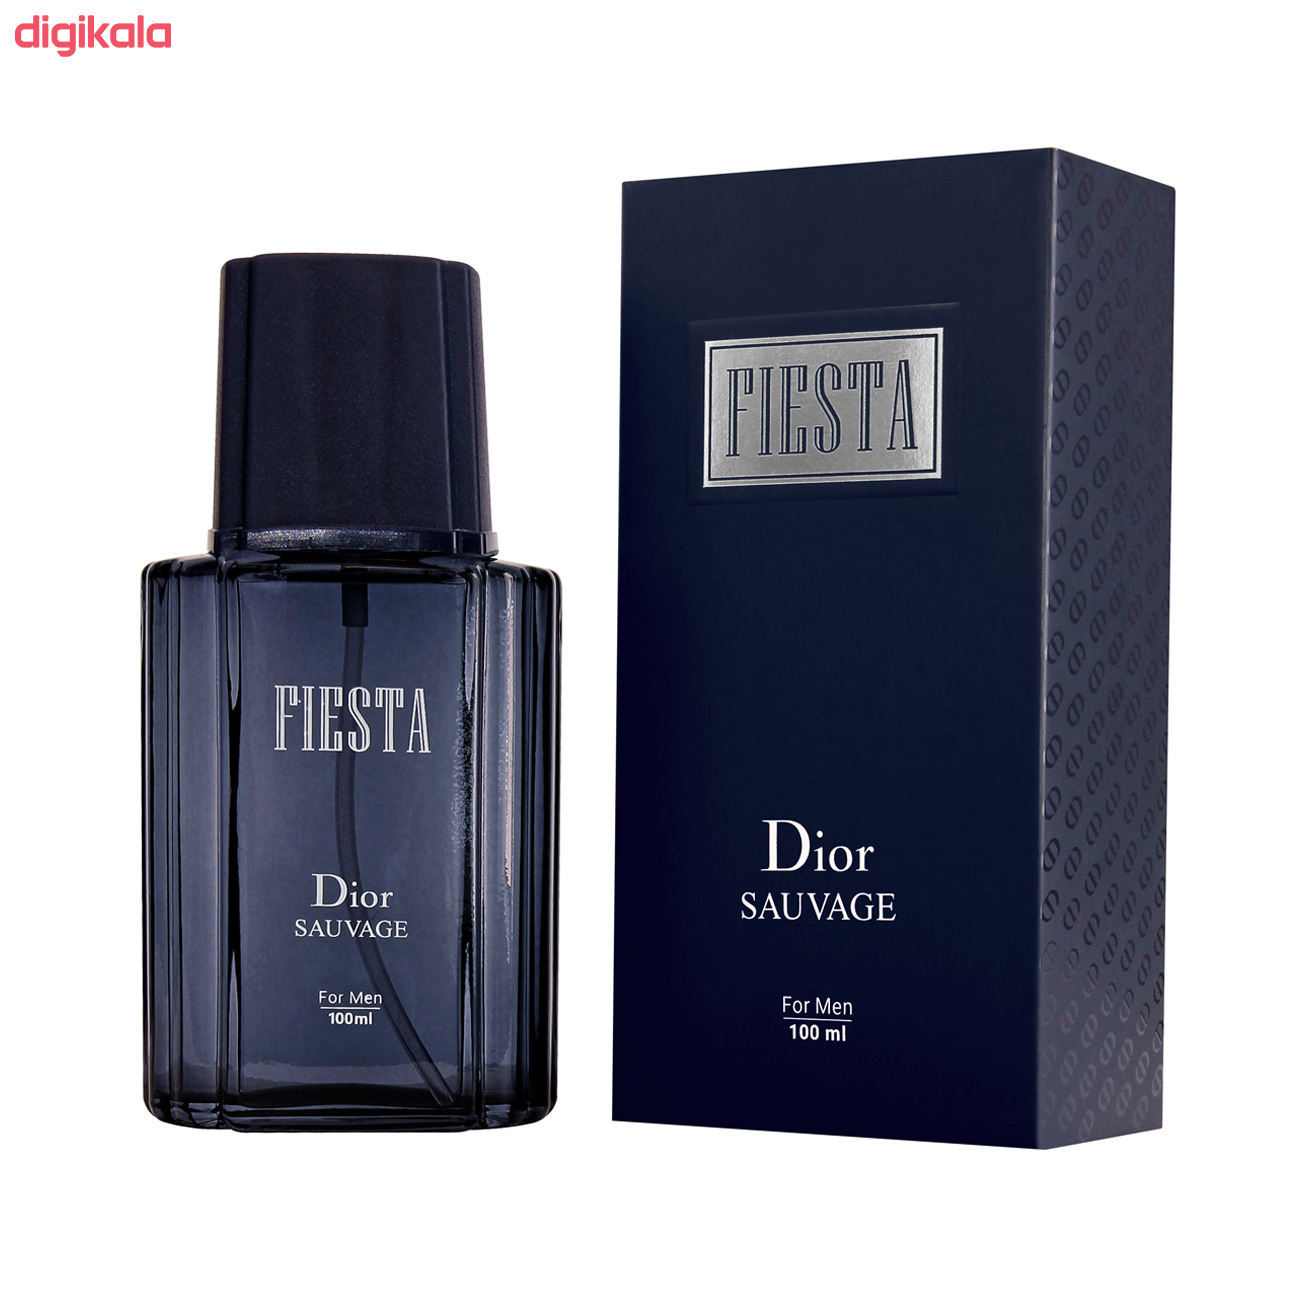 digikala
FIESTA
Dior
SAUVAGE
For Men
100ml
FIESTA
Dior
SAUVAGE
For Men
100 ml